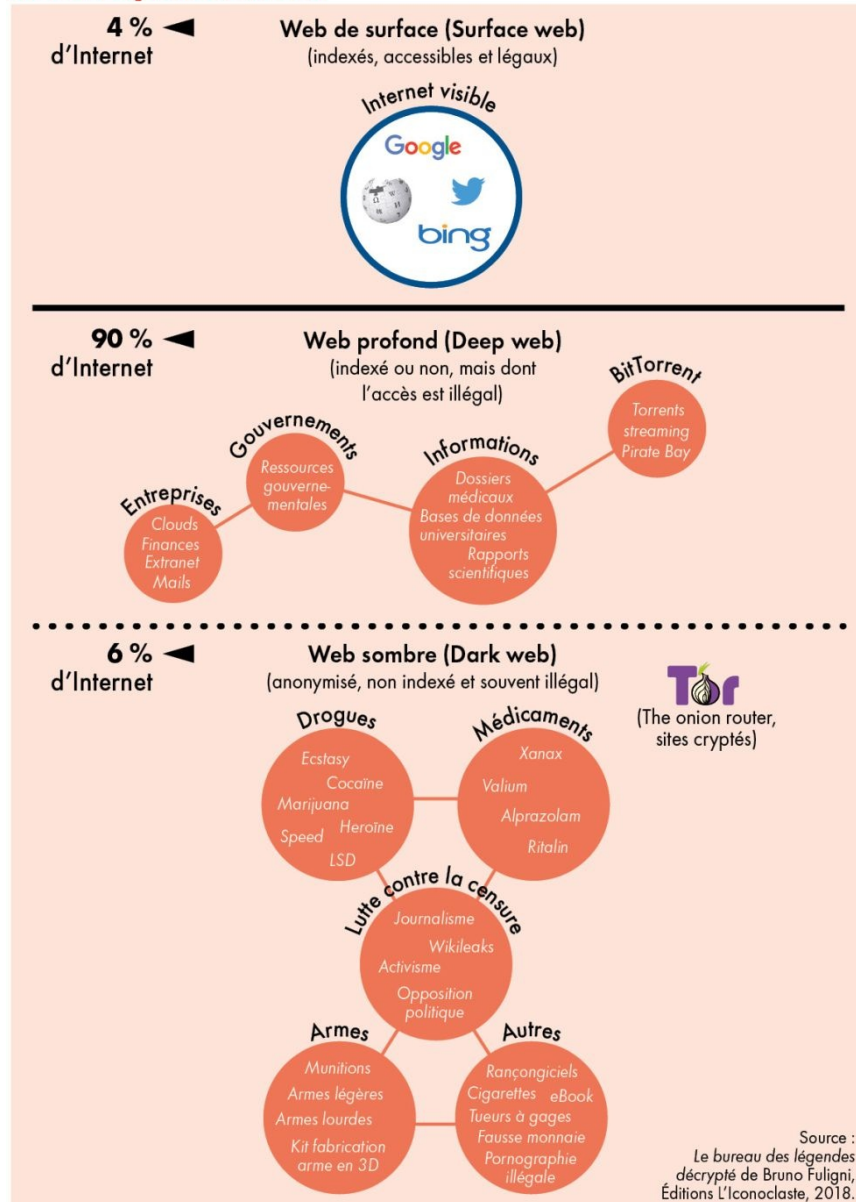 4 %
d'Internet
Web de surface (Surface web)
(indexés, accessibles et légaux)
Internet visible
Google
bing
90 %
d'Internet
Web profond (Deep web)
(indexé ou non, mais dont
l'accès est illégal)
Entreprises
Clouds
Finances
Extranet
Mails
Gouvernements
Ressources
gouverne-
mentales
Informations
Dossiers
médicaux
Bases de données
universitaires
Rapports
scientifiques
BitTorrent
Torrents
streaming
Pirate Bay
6 %
d'Internet
Web sombre (Dark web)
(anonymisé, non indexé et souvent illégal)
Tor
(The onion router,
sites cryptés)
Drogues
Ecstasy
Cocaïne
Marijuana
Speed
Heroïne
LSD
Médicaments
Xanax
Valium
Alprazolam
Ritalin
Lutte contre la censure
Journalisme
Wikileaks
Activisme
Opposition
politique
Armes
Munitions
Armes légères
Armes lourdes
Kit fabrication
arme en 3D
Autres
Rançongiciels
Cigarettes
eBook
Tueurs à gages
Fausse monnaie
Pornographie
illégale
Source :
Le bureau des légendes
décrypté de Bruno Fuligni,
Éditions L'Iconoclaste, 2018.